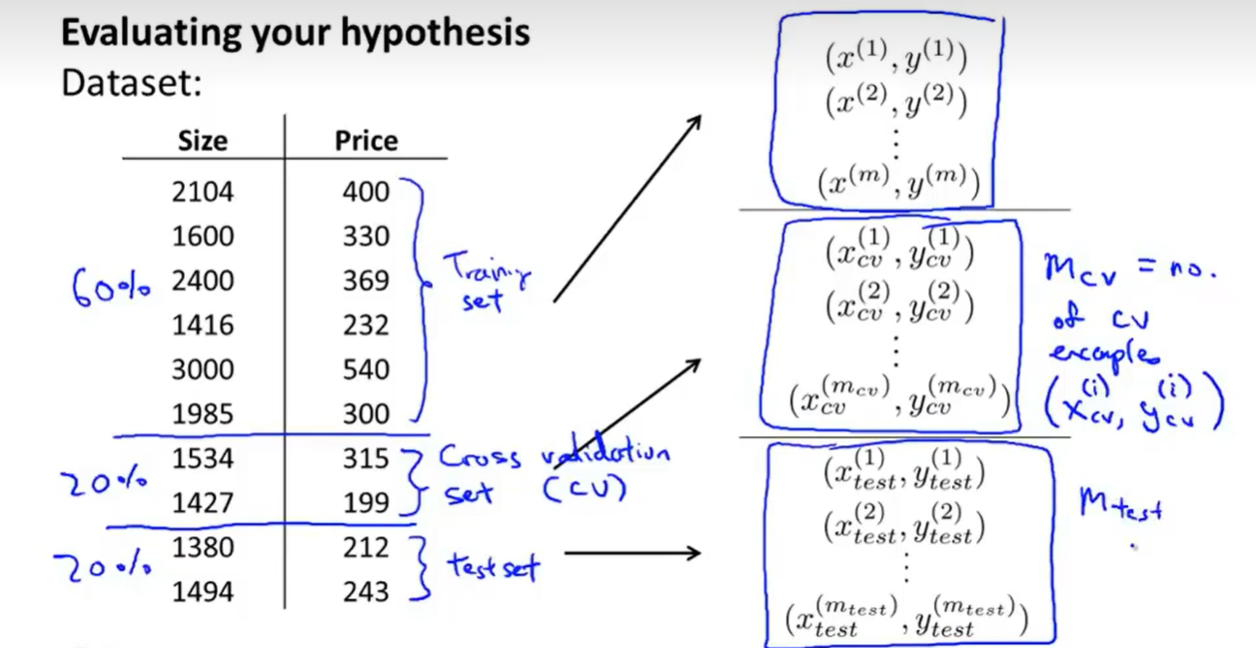 Evaluating your hypothesis
Dataset:
Size Price
2104 400
1600 330
2400 369
1416 232
3000 540
1985 300
1534 315
1427 199
1380 212
1494 243
60%
20%
20%
Training set
Cross validation
set (CV)
test set
(x^(1), y^(1))
(x^(2), y^(2))
⋮
(x^(m), y^(m))
(x_cv^(1), y_cv^(1))
(x_cv^(2), y_cv^(2))
⋮
(x_cv^(m_cv), y_cv^(m_cv))
m_cv = no.
of cv
examples
(x_cv^(i), y_cv^(i))
(x_test^(1), y_test^(1))
(x_test^(2), y_test^(2))
⋮
(x_test^(m_test), y_test^(m_test))
m_test